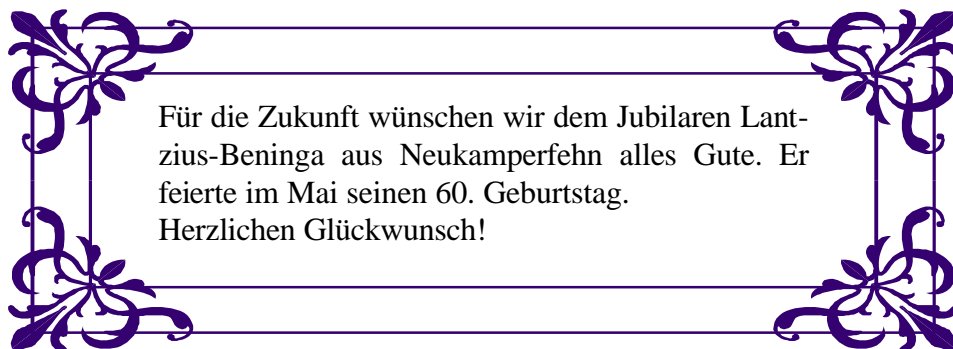 Für die Zukunft wünschen wir dem Jubilaren Lant-
zius-Beninga aus Neukamperfehn alles Gute. Er
feierte im Mai seinen 60. Geburtstag.
Herzlichen Glückwunsch!